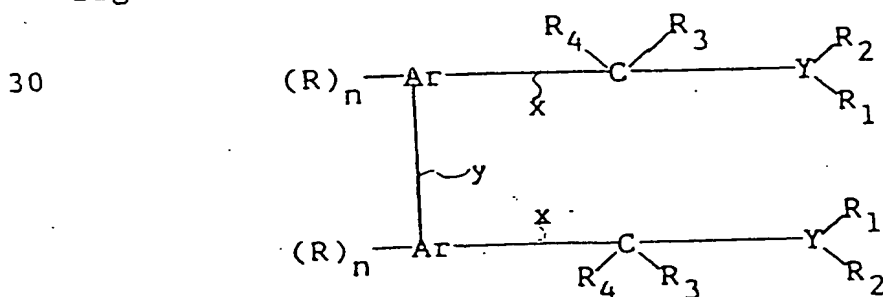 R4 R3 R2
30 (R)n Ar C Y
x R1
y
x R1
(R)n Ar C Y
R4 R3 R2